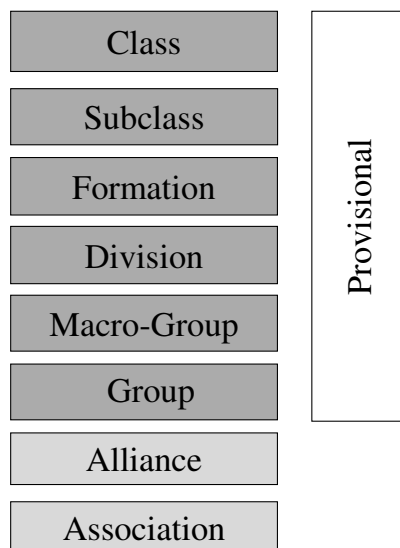 Class
Subclass
Formation
Division
Macro-Group
Group
Alliance
Association
Provisional